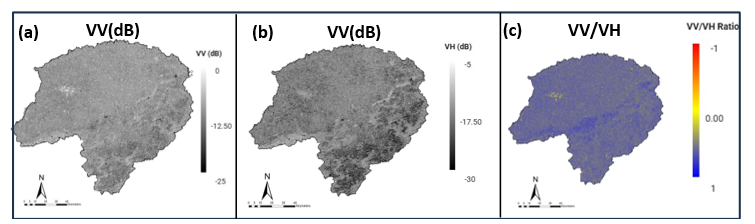 (a)
VV(dB)
VV (dB)
0
-12.50
-25
N
(b)
VV(dB)
VH (dB)
-5
-17.50
-30
N
(c)
VV/VH
VV/VH Ratio
-1
0.00
1
N